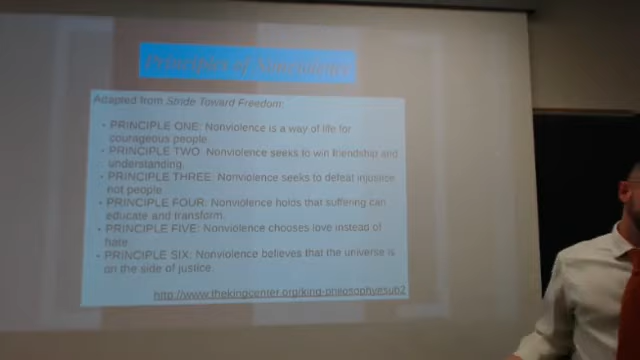 Principles of Nonviolence
Adapted from Stride Toward Freedom:
• PRINCIPLE ONE: Nonviolence is a way of life for
courageous people.
• PRINCIPLE TWO: Nonviolence seeks to win friendship and
understanding.
• PRINCIPLE THREE: Nonviolence seeks to defeat injustice
not people.
• PRINCIPLE FOUR: Nonviolence holds that suffering can
educate and transform.
• PRINCIPLE FIVE: Nonviolence chooses love instead of
hate.
• PRINCIPLE SIX: Nonviolence believes that the universe is
on the side of justice.